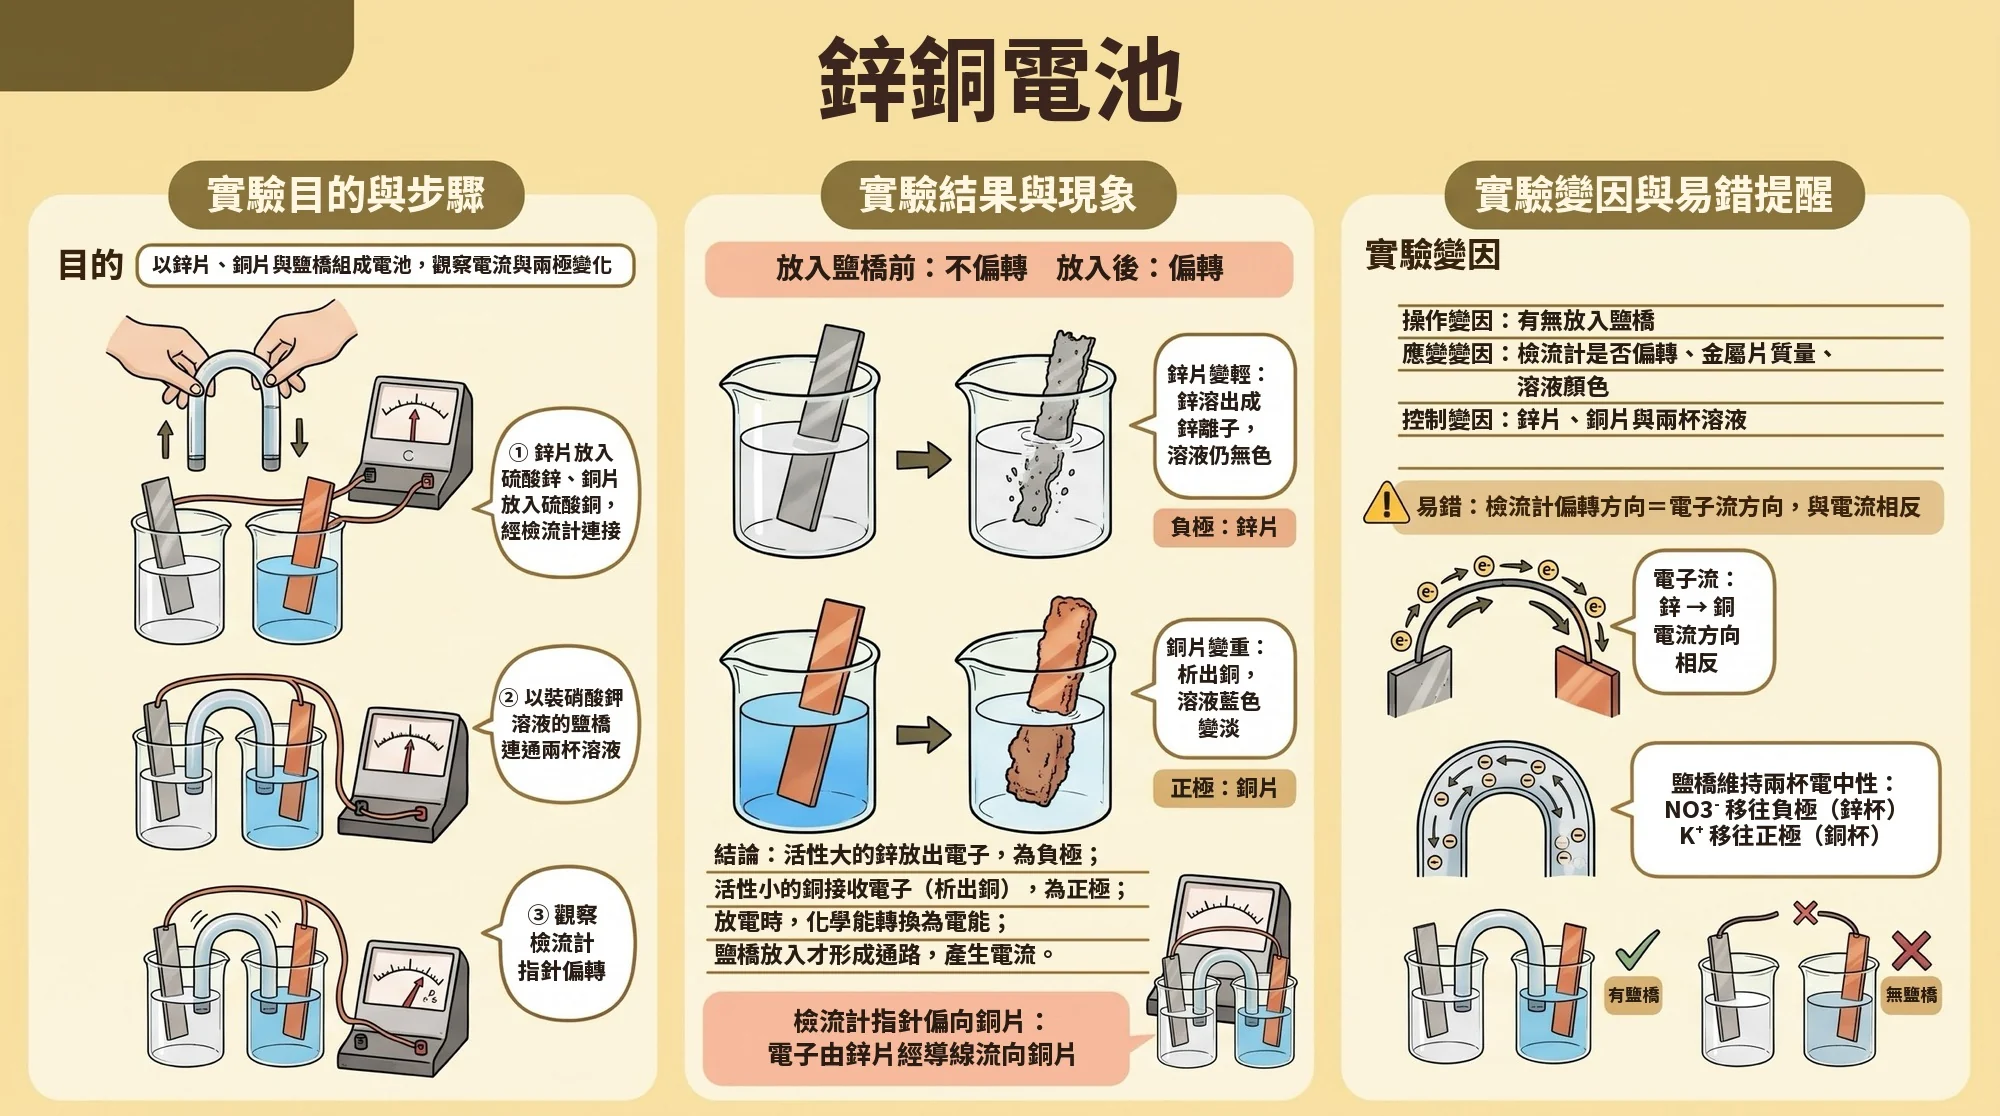 鋅銅電池
實驗目的與步驟
目的
以鋅片、銅片與鹽橋組成電池，觀察電流與兩極變化
C
① 鋅片放入
硫酸鋅、銅片
放入硫酸銅，
經檢流計連接
② 以裝硝酸鉀
溶液的鹽橋
連通兩杯溶液
③ 觀察
檢流計
指針偏轉
實驗結果與現象
放入鹽橋前：不偏轉　放入後：偏轉
鋅片變輕：
鋅溶出成
鋅離子，
溶液仍無色
負極：鋅片
銅片變重：
析出銅，
溶液藍色
變淡
正極：銅片
結論：活性大的鋅放出電子，為負極；
活性小的銅接收電子（析出銅），為正極；
放電時，化學能轉換為電能；
鹽橋放入才形成通路，產生電流。
檢流計指針偏向銅片：
電子由鋅片經導線流向銅片
實驗變因與易錯提醒
實驗變因
操作變因：有無放入鹽橋
應變變因：檢流計是否偏轉、金屬片質量、
溶液顏色
控制變因：鋅片、銅片與兩杯溶液
易錯：檢流計偏轉方向＝電子流方向，與電流相反
e- e- e- e- e-
電子流：
鋅 → 銅
電流方向
相反
鹽橋維持兩杯電中性：
NO3⁻ 移往負極（鋅杯）
K⁺ 移往正極（銅杯）
有鹽橋
無鹽橋